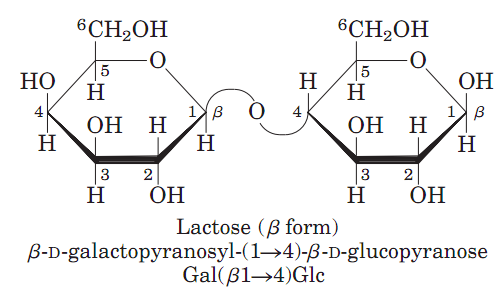 6CH2OH 6CH2OH
O O
HO 5 H 5 OH
H H
4 1 β O 4 1 β
OH H OH H
H H H
3 2 3 2
H OH H OH
Lactose (β form)
β-D-galactopyranosyl-(1→4)-β-D-glucopyranose
Gal(β1→4)Glc